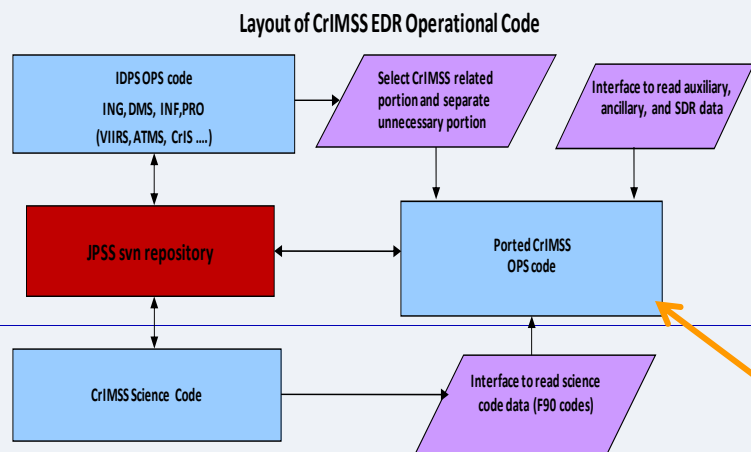 Layout of CrIMSS EDR Operational Code
IDPS OPS code
ING, DMS, INF,PRO
(VIIRS, ATMS, CrIS ....)
Select CrIMSS related
portion and separate
unnecessary portion
Interface to read auxiliary,
ancillary, and SDR data
JPSS svn repository
Ported CrIMSS
OPS code
CrIMSS Science Code
Interface to read science
code data (F90 codes)